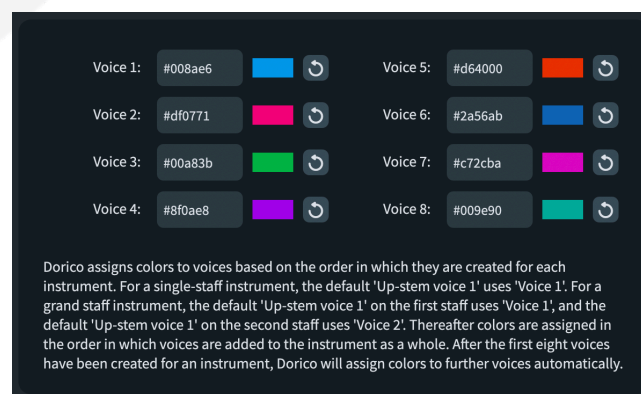 Voice 1: #008ae6 Voice 5: #d64000
Voice 2: #df0771 Voice 6: #2a56ab
Voice 3: #00a83b Voice 7: #c72cba
Voice 4: #8f0ae8 Voice 8: #009e90
Dorico assigns colors to voices based on the order in which they are created for each
instrument. For a single-staff instrument, the default 'Up-stem voice 1' uses 'Voice 1'. For a
grand staff instrument, the default 'Up-stem voice 1' on the first staff uses 'Voice 1', and the
default 'Up-stem voice 1' on the second staff uses 'Voice 2'. Thereafter colors are assigned in
the order in which voices are added to the instrument as a whole. After the first eight voices
have been created for an instrument, Dorico will assign colors to further voices automatically.